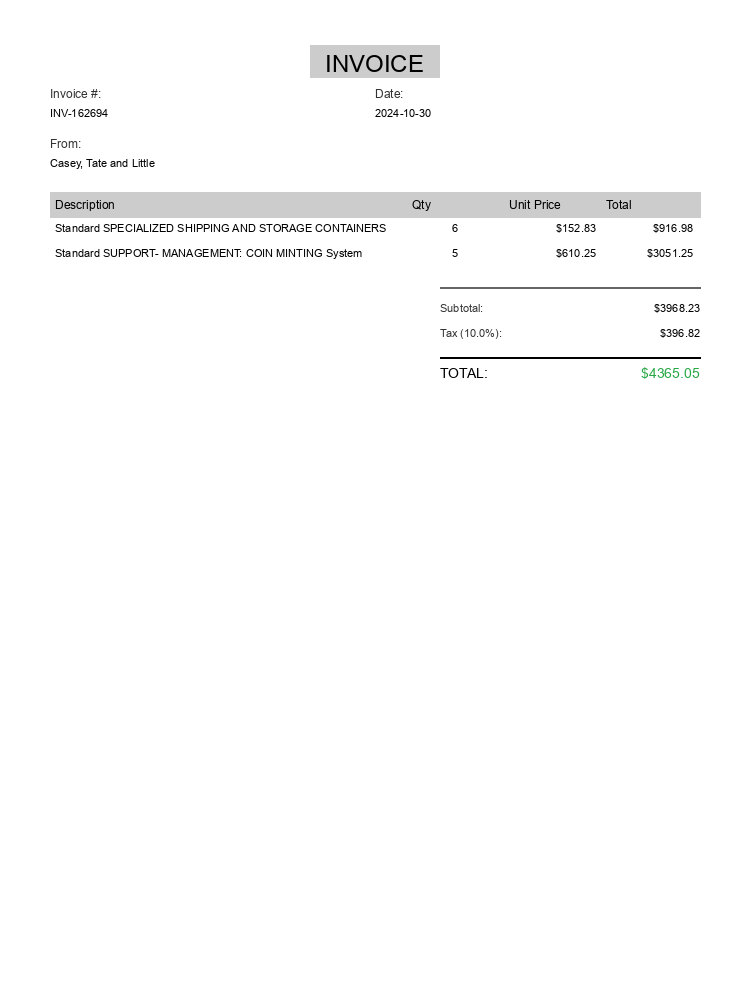 INVOICE
Invoice #: Date:
INV-162694 2024-10-30
From:
Casey, Tate and Little
Description Qty Unit Price Total
Standard SPECIALIZED SHIPPING AND STORAGE CONTAINERS 6 $152.83 $916.98
Standard SUPPORT- MANAGEMENT: COIN MINTING System 5 $610.25 $3051.25
Subtotal: $3968.23
Tax (10.0%): $396.82
TOTAL: $4365.05